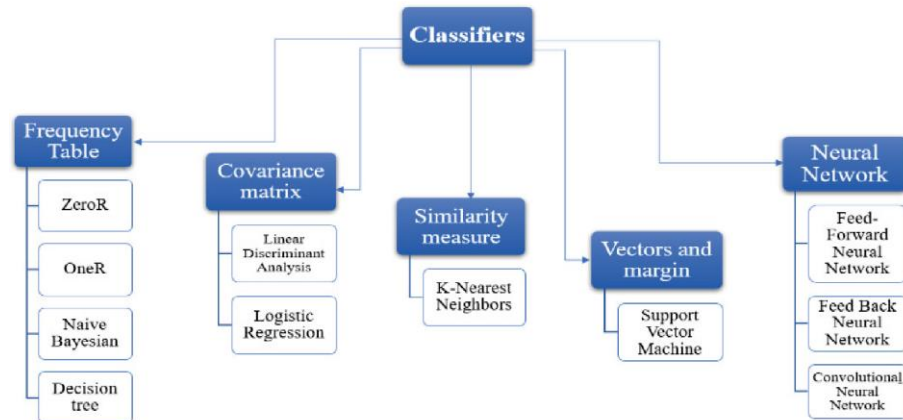 Classifiers
Frequency
Table
ZeroR
OneR
Naive
Bayesian
Decision
tree
Covariance
matrix
Linear
Discriminant
Analysis
Logistic
Regression
Similarity
measure
K-Nearest
Neighbors
Vectors and
margin
Support
Vector
Machine
Neural
Network
Feed-
Forward
Neural
Network
Feed Back
Neural
Network
Convolutional
Neural
Network